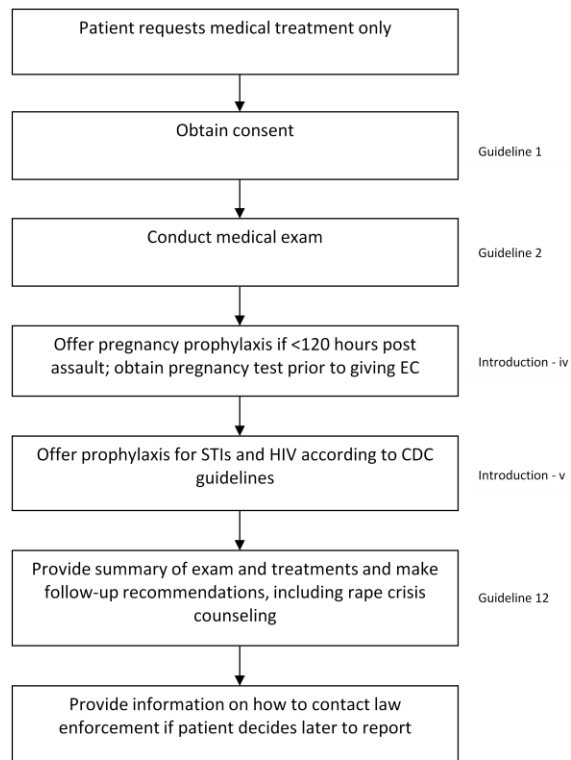 Patient requests medical treatment only
Obtain consent
Guideline 1
Conduct medical exam
Guideline 2
Offer pregnancy prophylaxis if <120 hours post
assault; obtain pregnancy test prior to giving EC
Introduction - iv
Offer prophylaxis for STIs and HIV according to CDC
guidelines
Introduction - v
Provide summary of exam and treatments and make
follow-up recommendations, including rape crisis
counseling
Guideline 12
Provide information on how to contact law
enforcement if patient decides later to report